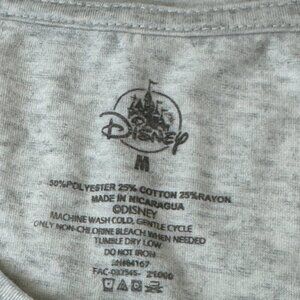 Disney
M
50%POLYESTER 25% COTTON 25%RAYON
MADE IN NICARAGUA
©DISNEY
MACHINE WASH COLD, GENTLE CYCLE
ONLY NON-CHLORINE BLEACH WHEN NEEDED
TUMBLE DRY LOW
DO NOT IRON